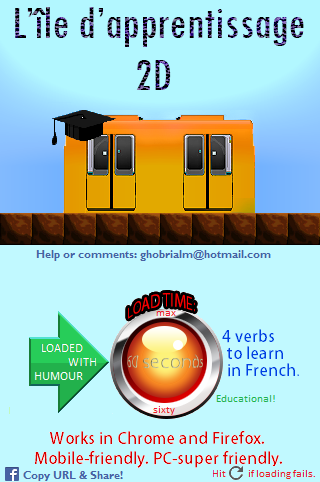 L'île d'apprentissage
2D
Help or comments: ghobrialm@hotmail.com
LOAD TIME:
max
60 seconds
sixty
LOADED
WITH
HUMOUR
4 verbs
to learn
in French.
Educational!
Works in Chrome and Firefox.
Mobile-friendly. PC-super friendly.
f Copy URL & Share!
Hit if loading fails.